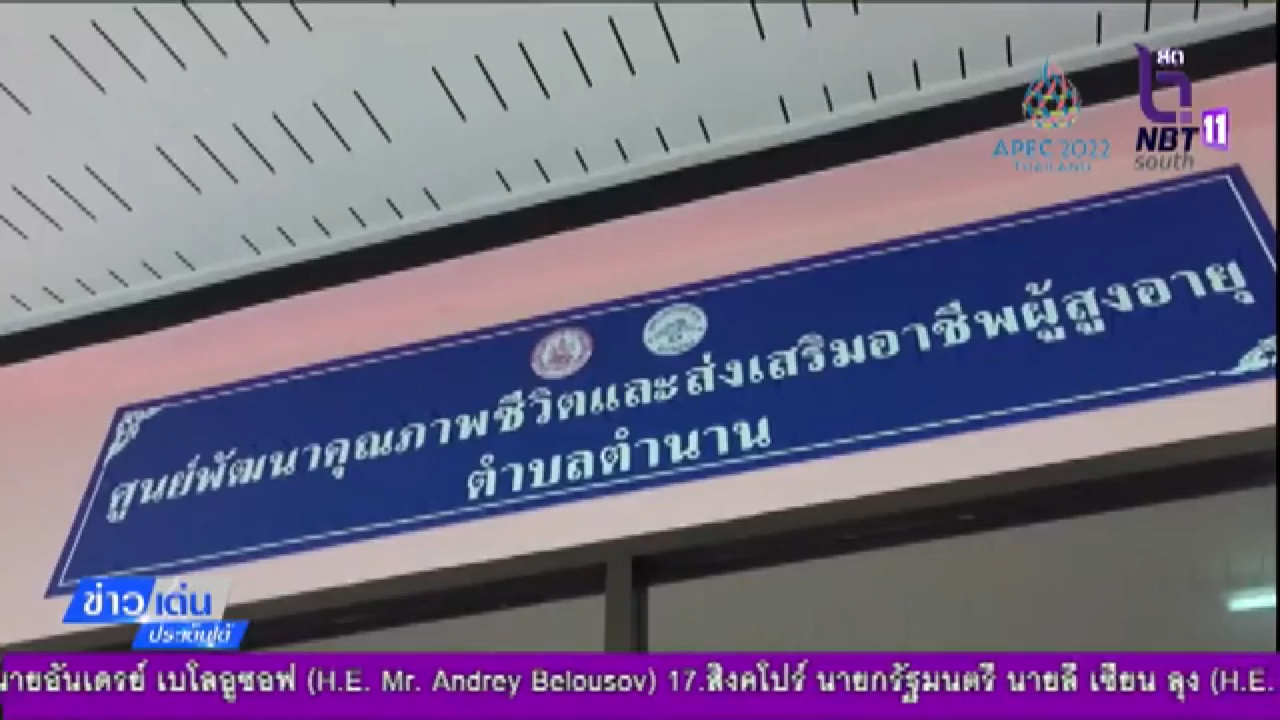 สด
NBT 11
south
APEC 2022
THAILAND
ศูนย์พัฒนาคุณภาพชีวิตและส่งเสริมอาชีพผู้สูงอายุ
ตำบลตำนาน
ข่าวเด่น
ประเด็นใต้
นายอันเดรย์ เบโลอูซอฟ (H.E. Mr. Andrey Belousov) 17.สิงคโปร์ นายกรัฐมนตรี นายลี เซียน ลุง (H.E.